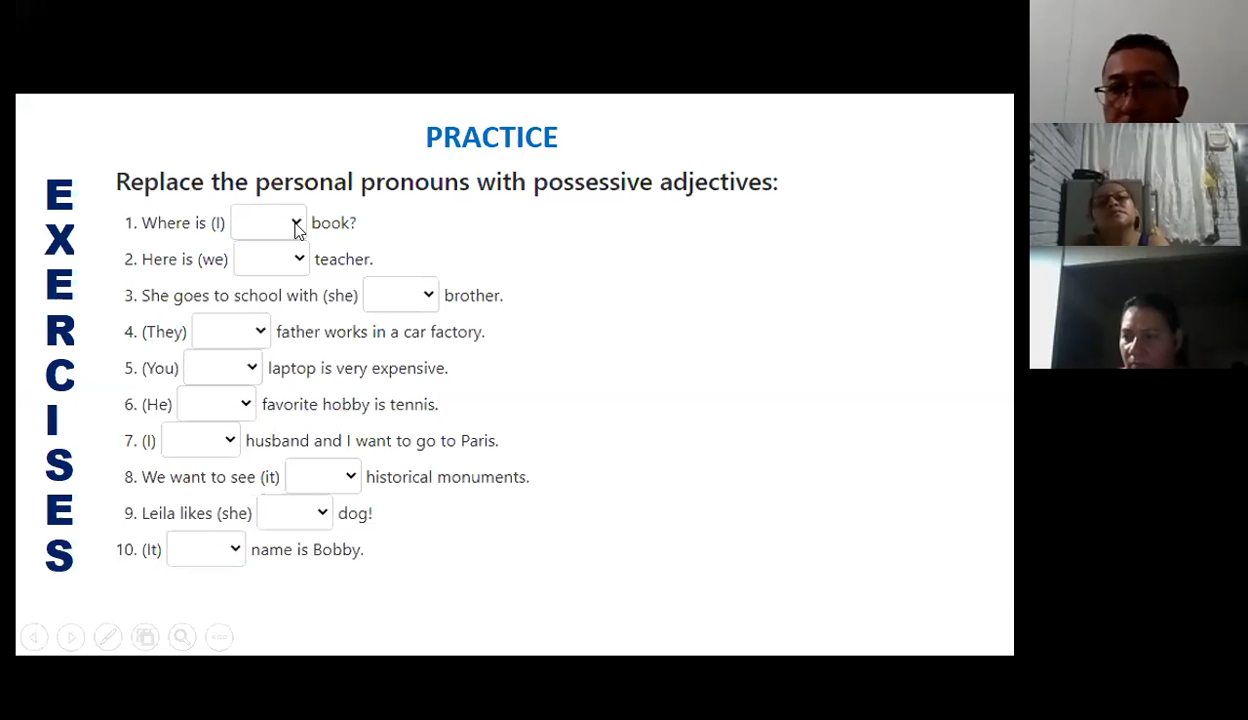 PRACTICE
EXERCISES
Replace the personal pronouns with possessive adjectives:
1. Where is (I) book?
2. Here is (we) teacher.
3. She goes to school with (she) brother.
4. (They) father works in a car factory.
5. (You) laptop is very expensive.
6. (He) favorite hobby is tennis.
7. (I) husband and I want to go to Paris.
8. We want to see (it) historical monuments.
9. Leila likes (she) dog!
10. (It) name is Bobby.